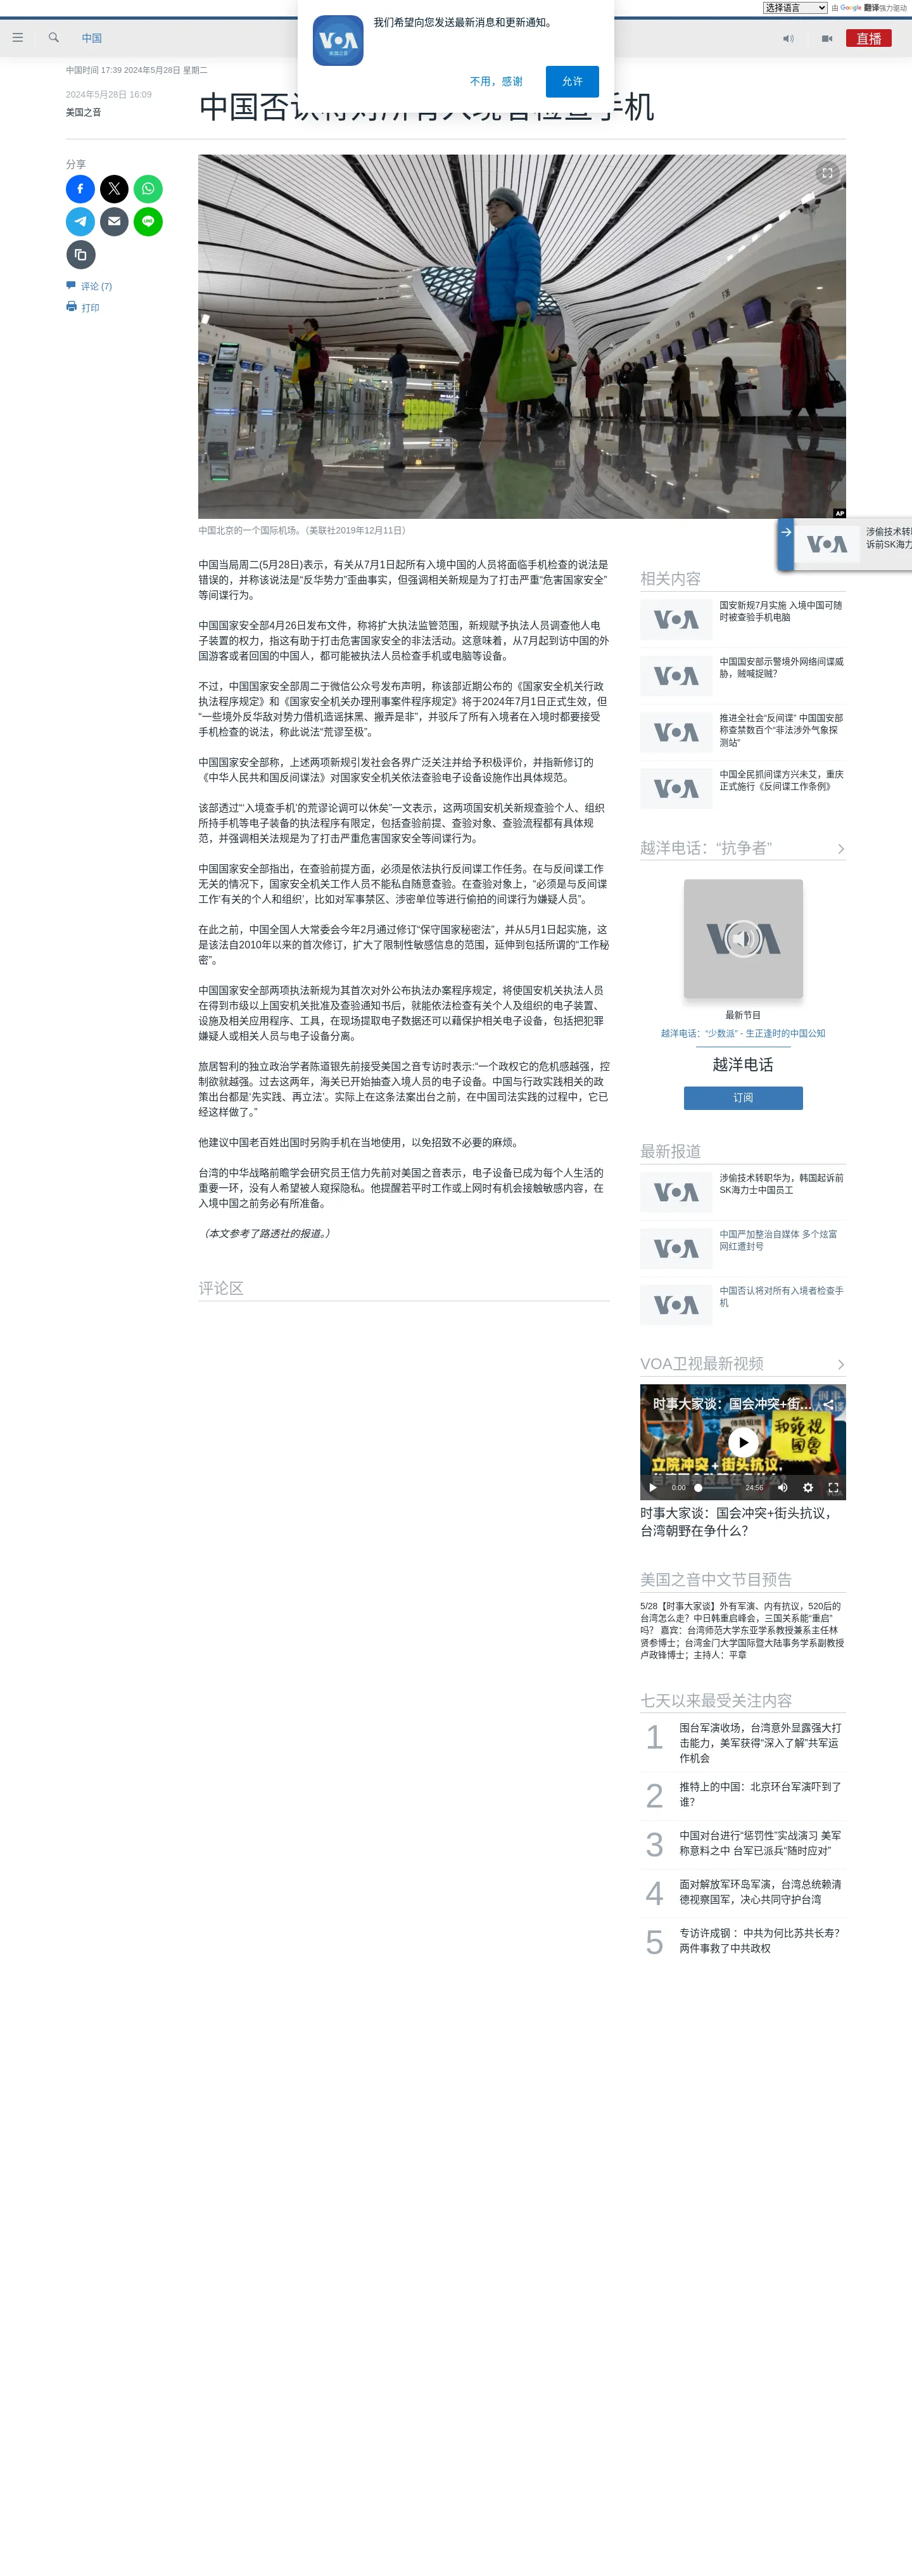 选择语言
由 Google 翻译强力驱动
我们希望向您发送最新消息和更新通知。
VOA
美国之音
不用，感谢
允许
中国
直播
中国时间 17:39 2024年5月28日 星期二
2024年5月28日 16:09
美国之音
中国否认将对所有入境者检查手机
分享
评论 (7)
打印
AP
中国北京的一个国际机场。（美联社2019年12月11日）
中国当局周二(5月28日)表示，有关从7月1日起所有入境中国的人员将面临手机检查的说法是
错误的，并称该说法是“反华势力”歪曲事实，但强调相关新规是为了打击严重“危害国家安全”
等间谍行为。
中国国家安全部4月26日发布文件，称将扩大执法监管范围，新规赋予执法人员调查他人电
子装置的权力，指这有助于打击危害国家安全的非法活动。这意味着，从7月起到访中国的外
国游客或者回国的中国人，都可能被执法人员检查手机或电脑等设备。
不过，中国国家安全部周二于微信公众号发布声明，称该部近期公布的《国家安全机关行政
执法程序规定》和《国家安全机关办理刑事案件程序规定》将于2024年7月1日正式生效，但
“一些境外反华敌对势力借机造谣抹黑、搬弄是非”，并驳斥了所有入境者在入境时都要接受
手机检查的说法，称此说法“荒谬至极”。
中国国家安全部称，上述两项新规引发社会各界广泛关注并给予积极评价，并指新修订的
《中华人民共和国反间谍法》对国家安全机关依法查验电子设备设施作出具体规范。
该部透过“‘入境查手机’的荒谬论调可以休矣”一文表示，这两项国安机关新规查验个人、组织
所持手机等电子装备的执法程序有限定，包括查验前提、查验对象、查验流程都有具体规
范，并强调相关法规是为了打击严重危害国家安全等间谍行为。
中国国家安全部指出，在查验前提方面，必须是依法执行反间谍工作任务。在与反间谍工作
无关的情况下，国家安全机关工作人员不能私自随意查验。在查验对象上，“必须是与反间谍
工作‘有关的个人和组织’，比如对军事禁区、涉密单位等进行偷拍的间谍行为嫌疑人员”。
在此之前，中国全国人大常委会今年2月通过修订“保守国家秘密法”，并从5月1日起实施，这
是该法自2010年以来的首次修订，扩大了限制性敏感信息的范围，延伸到包括所谓的“工作秘
密”。
中国国家安全部两项执法新规为其首次对外公布执法办案程序规定，将使国安机关执法人员
在得到市级以上国安机关批准及查验通知书后，就能依法检查有关个人及组织的电子装置、
设施及相关应用程序、工具，在现场提取电子数据还可以藉保护相关电子设备，包括把犯罪
嫌疑人或相关人员与电子设备分离。
旅居智利的独立政治学者陈道银先前接受美国之音专访时表示:“一个政权它的危机感越强，控
制欲就越强。过去这两年，海关已开始抽查入境人员的电子设备。中国与行政实践相关的政
策出台都是‘先实践、再立法’。实际上在这条法案出台之前，在中国司法实践的过程中，它已
经这样做了。”
他建议中国老百姓出国时另购手机在当地使用，以免招致不必要的麻烦。
台湾的中华战略前瞻学会研究员王信力先前对美国之音表示，电子设备已成为每个人生活的
重要一环，没有人希望被人窥探隐私。他提醒若平时工作或上网时有机会接触敏感内容，在
入境中国之前务必有所准备。
（本文参考了路透社的报道。）
评论区
VOA
涉偷技术转职
诉前SK海力
相关内容
VOA
国安新规7月实施 入境中国可随
时被查验手机电脑
VOA
中国国安部示警境外网络间谍威
胁，贼喊捉贼？
VOA
推进全社会“反间谍” 中国国安部
称查禁数百个“非法涉外气象探
测站”
VOA
中国全民抓间谍方兴未艾，重庆
正式施行《反间谍工作条例》
越洋电话：“抗争者”
VOA
最新节目
越洋电话：“少数派” - 生正逢时的中国公知
越洋电话
订阅
最新报道
VOA
涉偷技术转职华为，韩国起诉前
SK海力士中国员工
VOA
中国严加整治自媒体 多个炫富
网红遭封号
VOA
中国否认将对所有入境者检查手
机
VOA卫视最新视频
时事大家谈：国会冲突+街...
立院冲突＋街头抗议，
0:00
24:56
时事大家谈：国会冲突+街头抗议，
台湾朝野在争什么？
美国之音中文节目预告
5/28【时事大家谈】外有军演、内有抗议，520后的
台湾怎么走？中日韩重启峰会，三国关系能“重启”
吗？ 嘉宾：台湾师范大学东亚学系教授兼系主任林
贤参博士；台湾金门大学国际暨大陆事务学系副教授
卢政锋博士；主持人：平章
七天以来最受关注内容
1
围台军演收场，台湾意外显露强大打
击能力，美军获得“深入了解”共军运
作机会
2
推特上的中国：北京环台军演吓到了
谁？
3
中国对台进行“惩罚性”实战演习 美军
称意料之中 台军已派兵“随时应对”
4
面对解放军环岛军演，台湾总统赖清
德视察国军，决心共同守护台湾
5
专访许成钢 ：中共为何比苏共长寿？
两件事救了中共政权